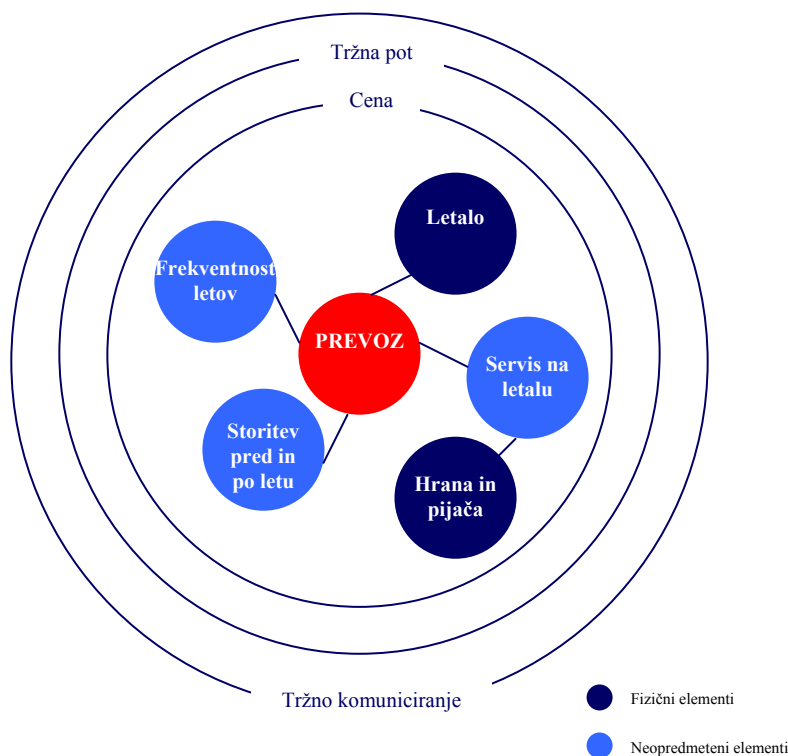 Tržna pot
Cena
Letalo
Frekventnost
letov
PREVOZ
Servis na
letalu
Storitev
pred in
po letu
Hrana in
pijača
Tržno komuniciranje
Fizični elementi
Neopredmeteni elementi